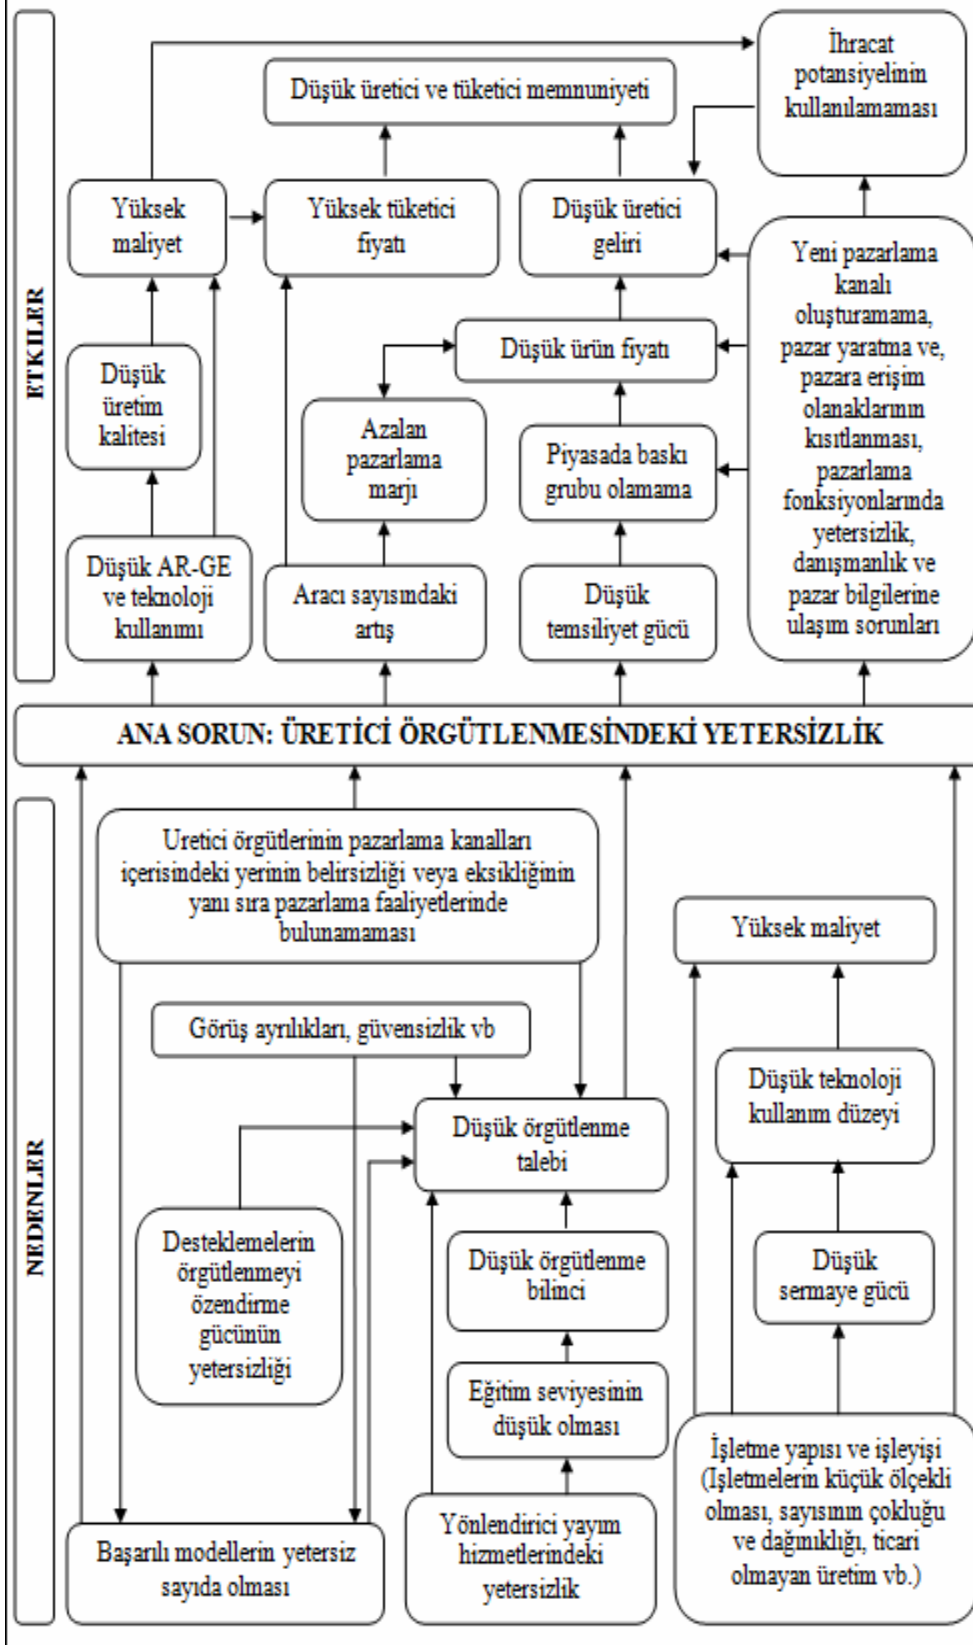 ETKİLER
İhracat
potansiyelinin
kullanılamaması
Düşük üretici ve tüketici memnuniyeti
Yüksek
maliyet
Yüksek tüketici
fiyatı
Düşük üretici
geliri
Yeni pazarlama
kanalı
oluşturamama,
pazar yaratma ve,
pazara erişim
olanaklarının
kısıtlanması,
pazarlama
fonksiyonlarında
yetersizlik,
danışmanlık ve
pazar bilgilerine
ulaşım sorunları
Düşük ürün fiyatı
Düşük
üretim
kalitesi
Azalan
pazarlama
marjı
Piyasada baskı
grubu olamama
Düşük AR-GE
ve teknoloji
kullanımı
Aracı sayısındaki
artış
Düşük
temsiliyet gücü
ANA SORUN: ÜRETİCİ ÖRGÜTLENMESİNDEKİ YETERSİZLİK
NEDENLER
Uretici örgütlerinin pazarlama kanalları
içerisindeki yerinin belirsizliği veya eksikliğinin
yanı sıra pazarlama faaliyetlerinde
bulunamaması
Yüksek maliyet
Görüş ayrılıkları, güvensizlik vb
Düşük teknoloji
kullanım düzeyi
Düşük örgütlenme
talebi
Desteklemelerin
örgütlenmeyi
özendirme
gücünün
yetersizliği
Düşük örgütlenme
bilinci
Düşük
sermaye gücü
Eğitim seviyesinin
düşük olması
İşletme yapısı ve işleyişi
(Işletmelerin küçük ölçekli
olması, sayısının çokluğu
ve dağınıklığı, ticari
olmayan üretim vb.)
Başarılı modellerin yetersiz
sayıda olması
Yönlendirici yayım
hizmetlerindeki
yetersizlik